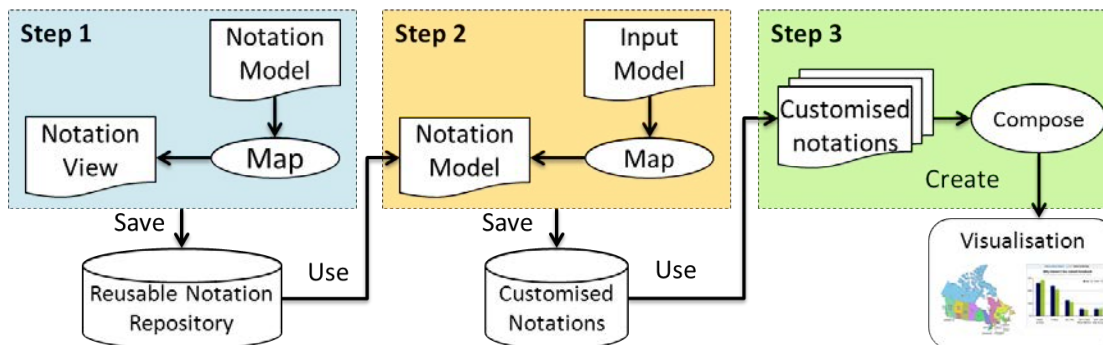 Step 1
Notation
Model
Notation
View
Map
Save
Reusable Notation
Repository
Use
Step 2
Input
Model
Notation
Model
Map
Save
Customised
Notations
Use
Step 3
Customised
notations
Compose
Create
Visualisation